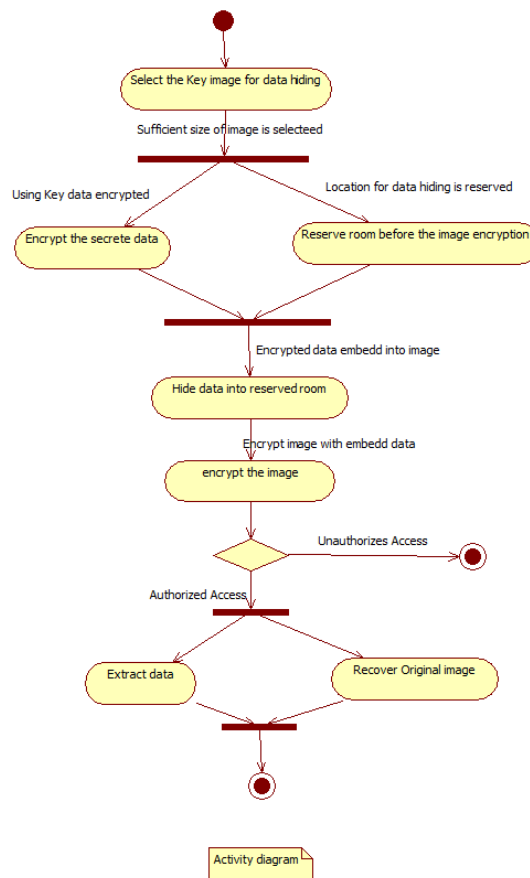 Select the Key image for data hiding
Sufficient size of image is selecteed
Using Key data encrypted
Location for data hiding is reserved
Encrypt the secrete data
Reserve room before the image encryption
Encrypted data embedd into image
Hide data into reserved room
Encrypt image with embedd data
encrypt the image
Unauthorizes Access
Authorized Access
Extract data
Recover Original image
Activity diagram